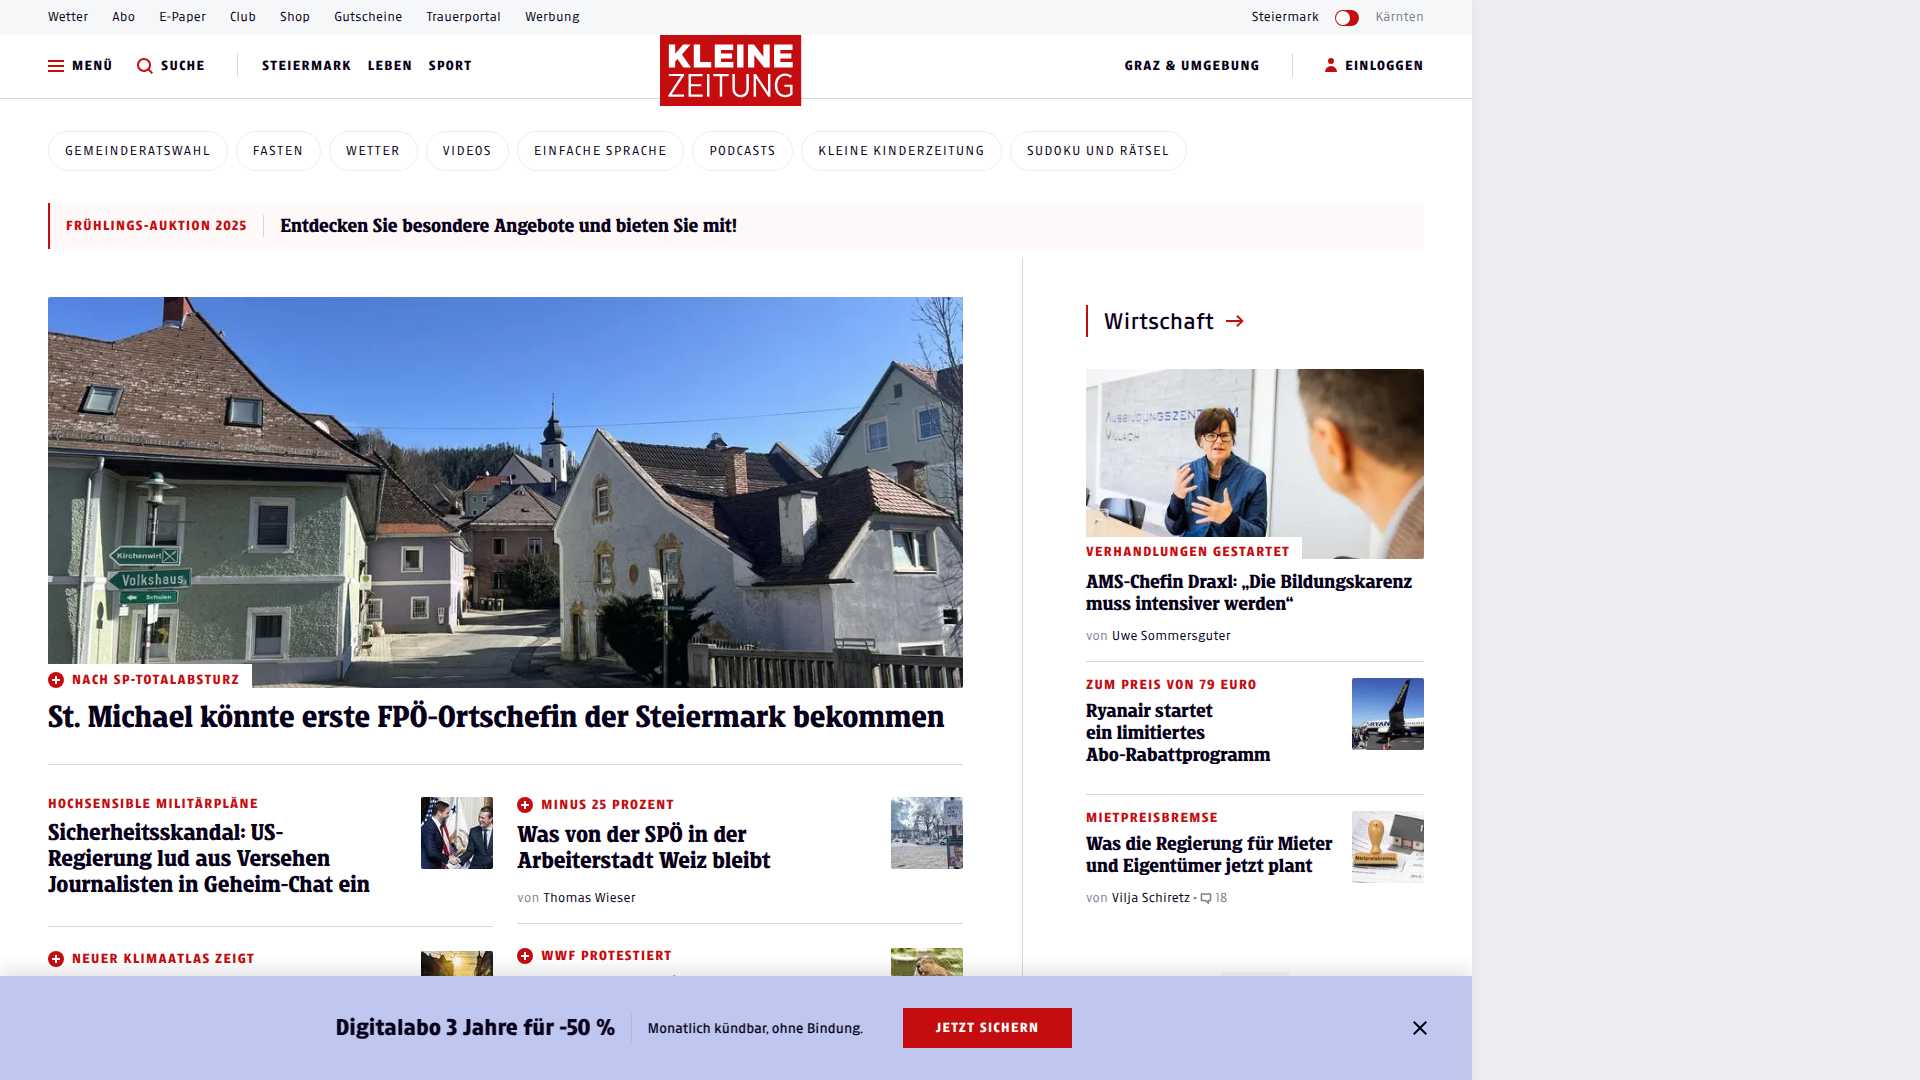 Wetter Abo E-Paper Club Shop Gutscheine Trauerportal Werbung Steiermark Kärnten
MENÜ SUCHE STEIERMARK LEBEN SPORT KLEINE ZEITUNG GRAZ & UMGEBUNG EINLOGGEN
GEMEINDERATSWAHL FASTEN WETTER VIDEOS EINFACHE SPRACHE PODCASTS KLEINE KINDERZEITUNG SUDOKU UND RÄTSEL
FRÜHLINGS-AUKTION 2025 Entdecken Sie besondere Angebote und bieten Sie mit!
Kirchenwirt
Volkshaus
Schulen
NACH SP-TOTALABSTURZ
St. Michael könnte erste FPÖ-Ortschefin der Steiermark bekommen
HOCHSENSIBLE MILITÄRPLÄNE
Sicherheitsskandal: US-
Regierung lud aus Versehen
Journalisten in Geheim-Chat ein
MINUS 25 PROZENT
Was von der SPÖ in der
Arbeiterstadt Weiz bleibt
von Thomas Wieser
NEUER KLIMAATLAS ZEIGT
WWF PROTESTIERT
Wirtschaft
AUSBILDUNGSZENTRUM
VILLACH
VERHANDLUNGEN GESTARTET
AMS-Chefin Draxl: „Die Bildungskarenz
muss intensiver werden“
von Uwe Sommersguter
ZUM PREIS VON 79 EURO
Ryanair startet
ein limitiertes
Abo-Rabattprogramm
RYAN
MIETPREISBREMSE
Was die Regierung für Mieter
und Eigentümer jetzt plant
von Vilja Schiretz • 18
Mietpreisbremse
Digitalabo 3 Jahre für -50 % Monatlich kündbar, ohne Bindung. JETZT SICHERN